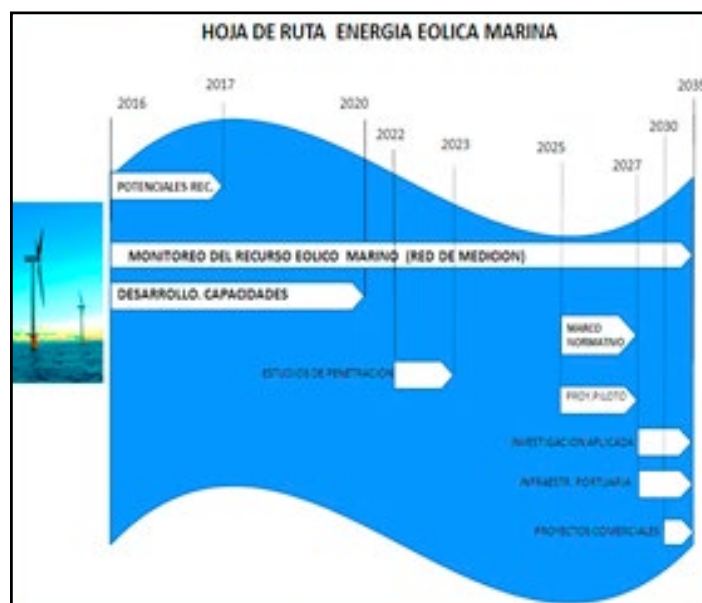 HOJA DE RUTA ENERGIA EOLICA MARINA
2016
2017
2020
2022
2023
2025
2027
2030
2035
POTENCIALES REC.
MONITOREO DEL RECURSO EOLICO MARINO (RED DE MEDICION)
DESARROLLO. CAPACIDADES
MARCO
NORMATIVO
ESTUDIOS DE PENETRACION
PROY.PILOTO
INVESTIGACION APLICADA
INFRAESTR. PORTUARIA
PROYECTOS COMERCIALES